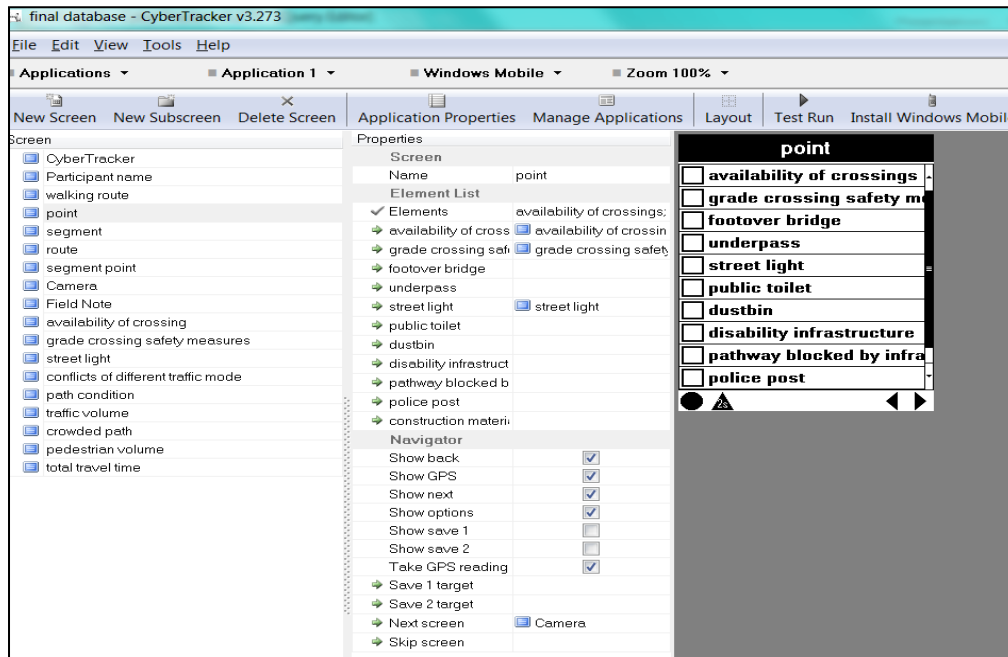 final database - CyberTracker v3.273
File Edit View Tools Help
Applications Application 1 Windows Mobile Zoom 100%
New Screen New Subscreen Delete Screen Application Properties Manage Applications Layout Test Run Install Windows Mobil
Screen
CyberTracker
Participant name
walking route
point
segment
route
segment point
Camera
Field Note
availability of crossing
grade crossing safety measures
street light
conflicts of different traffic mode
path condition
traffic volume
crowded path
pedestrian volume
total travel time
Properties
Screen
Name point
Element List
Elements availability of crossings;
availability of cross availability of crossin
grade crossing safi grade crossing safety
footover bridge
underpass
street light street light
public toilet
dustbin
disability infrastruct
pathway blocked b
police post
construction materi
Navigator
Show back
Show GPS
Show next
Show options
Show save 1
Show save 2
Take GPS reading
Save 1 target
Save 2 target
Next screen Camera
Skip screen
point
availability of crossings
grade crossing safety me
footover bridge
underpass
street light
public toilet
dustbin
disability infrastructure
pathway blocked by infra
police post
2s